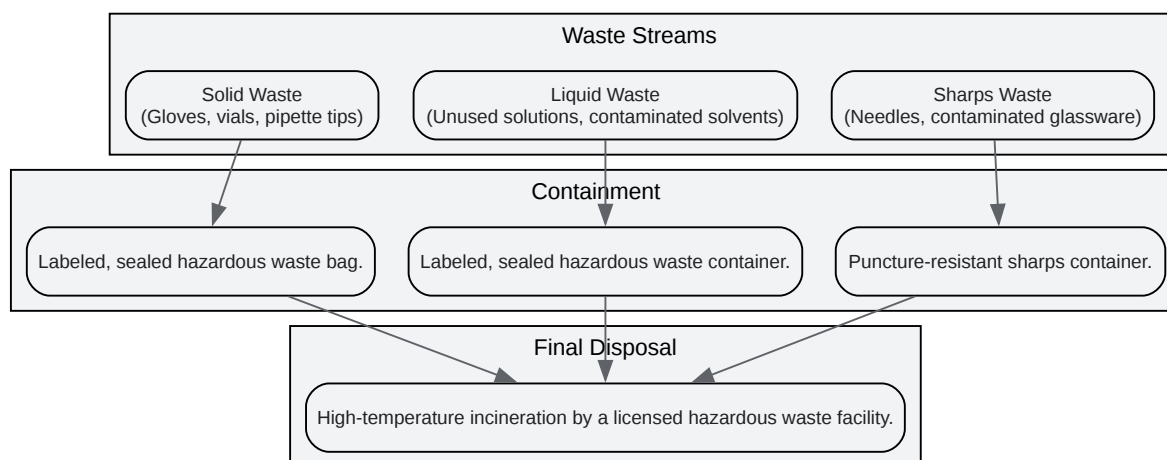 Waste Streams
Solid Waste
(Gloves, vials, pipette tips)
Liquid Waste
(Unused solutions, contaminated solvents)
Sharps Waste
(Needles, contaminated glassware)
Containment
Labeled, sealed hazardous waste bag.
Labeled, sealed hazardous waste container.
Puncture-resistant sharps container.
Final Disposal
High-temperature incineration by a licensed hazardous waste facility.